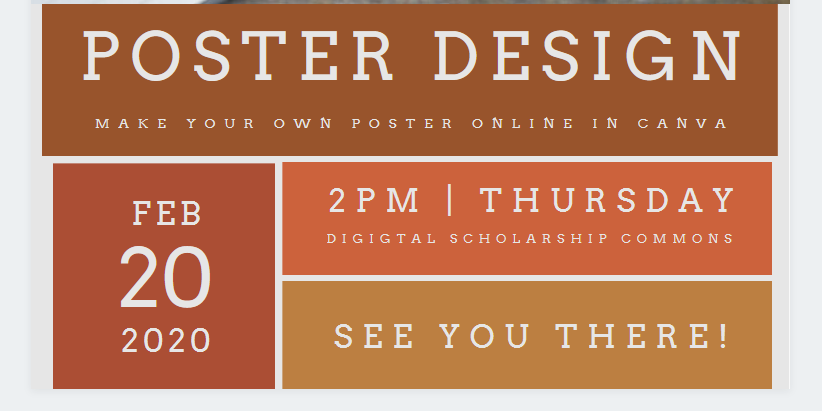 POSTER DESIGN
MAKE YOUR OWN POSTER ONLINE IN CANVA
FEB
20
2020
2PM | THURSDAY
DIGIGTAL SCHOLARSHIP COMMONS
SEE YOU THERE!